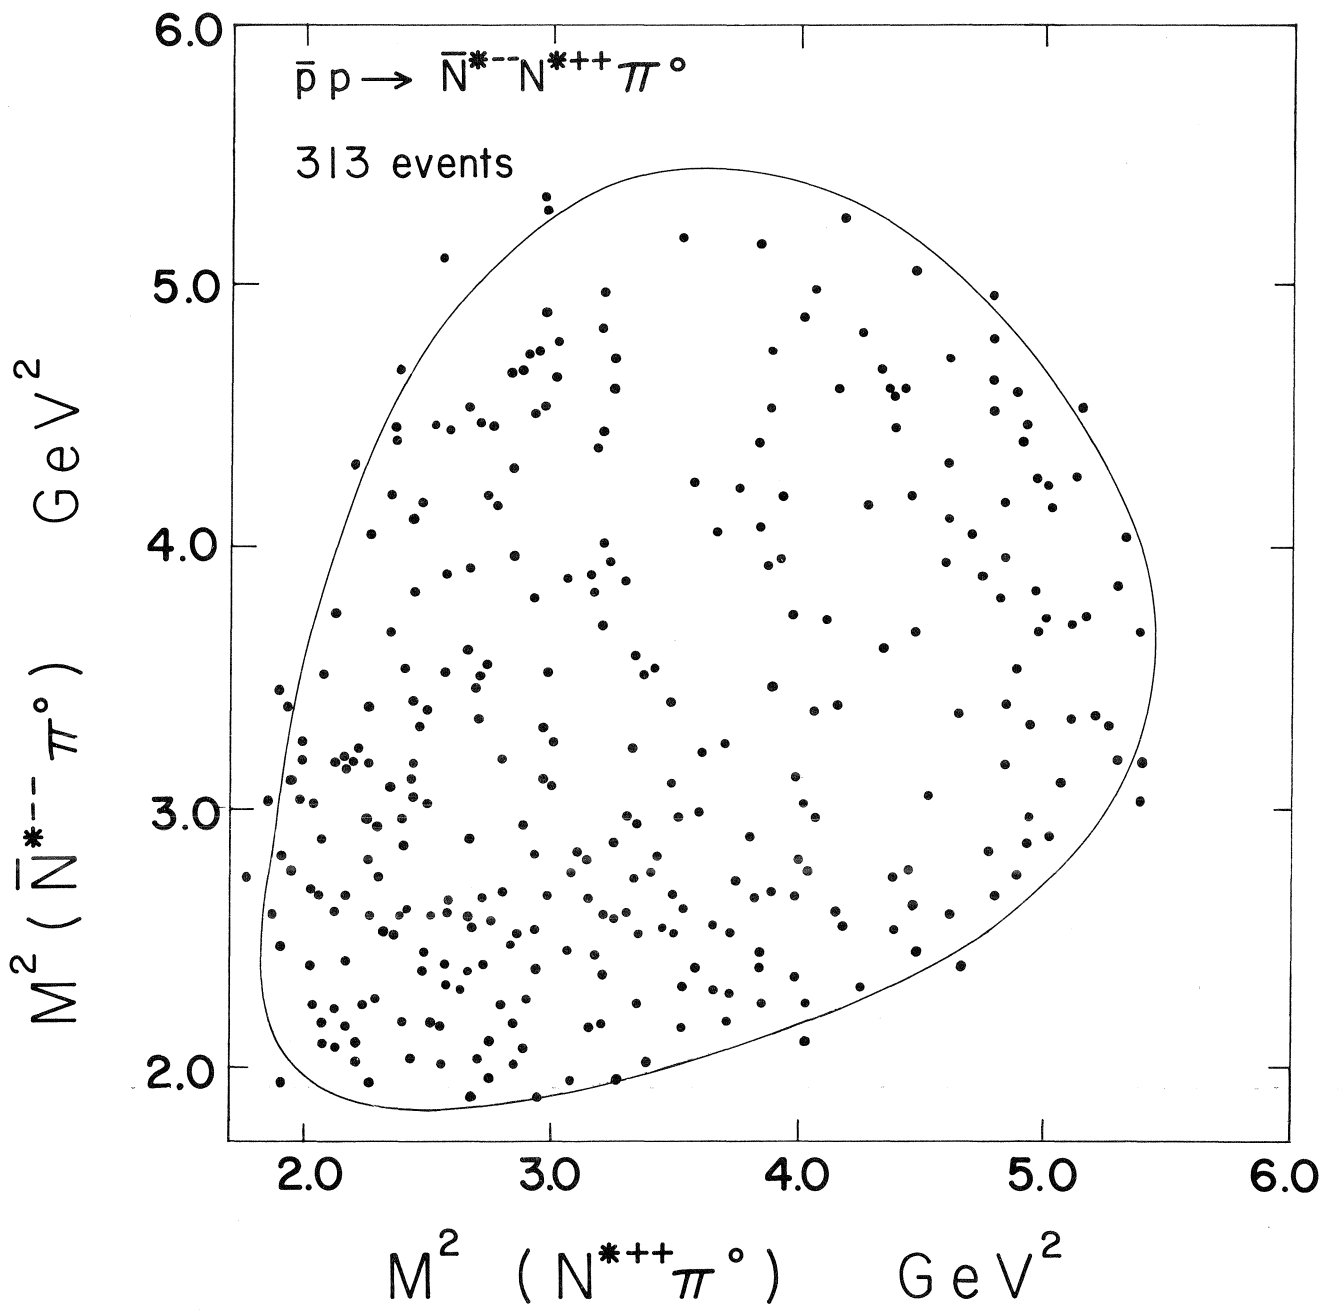 6.0
p̄ p → N̄*-- N*++ π°
313 events
5.0
4.0
3.0
2.0
M² ( N̄*-- π° ) GeV²
2.0 3.0 4.0 5.0 6.0
M² ( N*++ π° ) GeV²